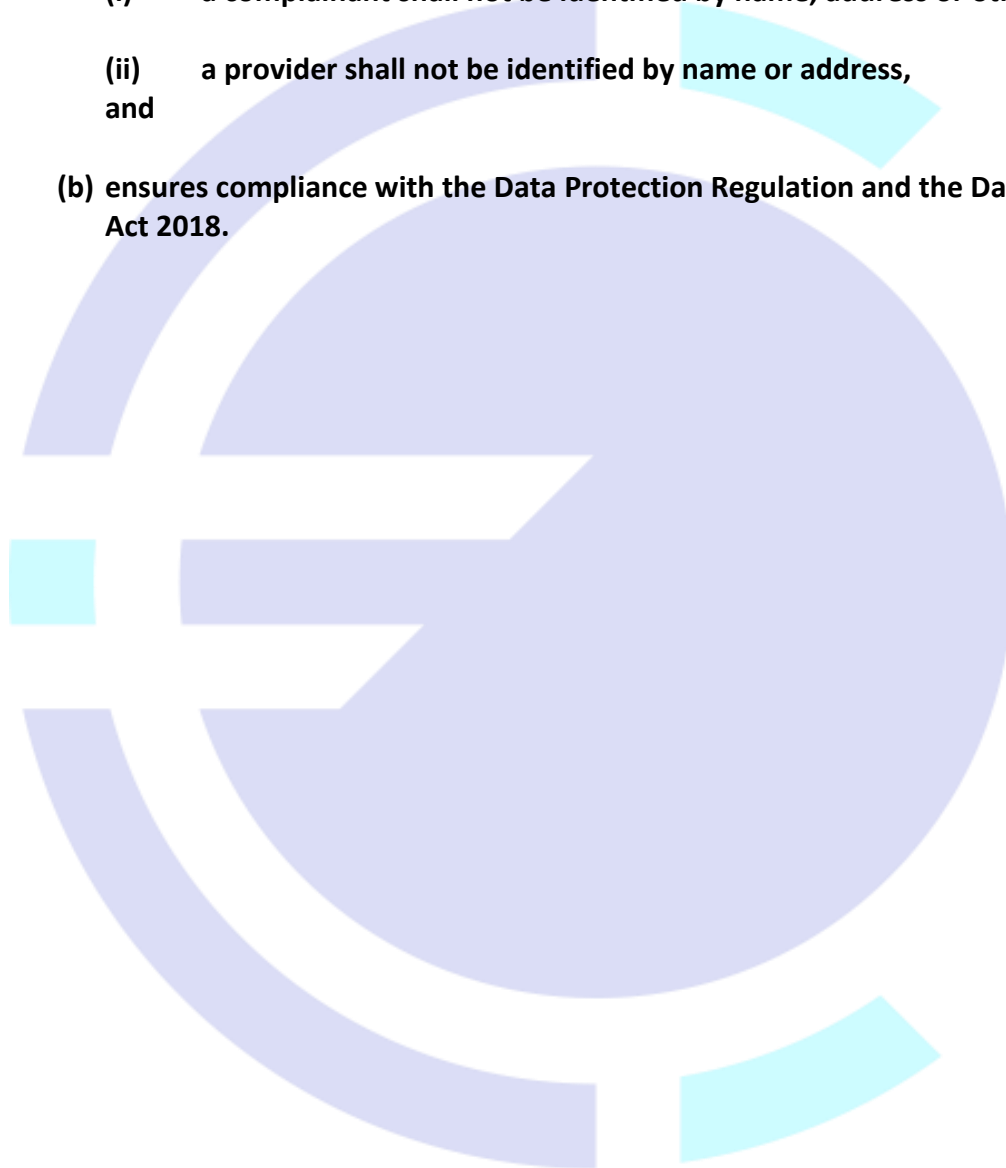 (ii) a provider shall not be identified by name or address,
and
(b) ensures compliance with the Data Protection Regulation and the Da
Act 2018.